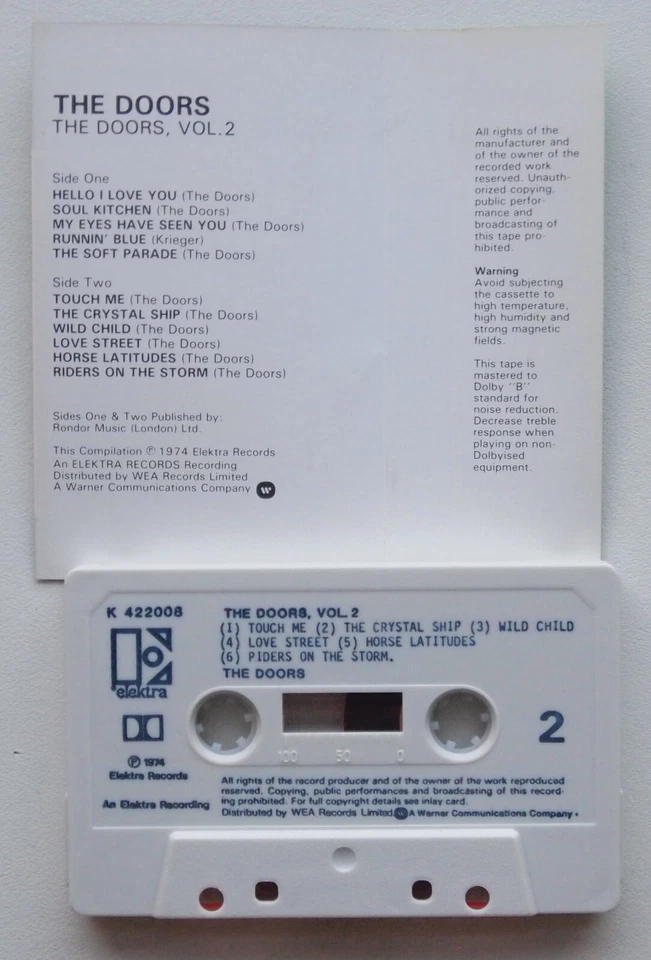 THE DOORS
THE DOORS, VOL.2
Side One
HELLO I LOVE YOU (The Doors)
SOUL KITCHEN (The Doors)
MY EYES HAVE SEEN YOU (The Doors)
RUNNIN' BLUE (Krieger)
THE SOFT PARADE (The Doors)
Side Two
TOUCH ME (The Doors)
THE CRYSTAL SHIP (The Doors)
WILD CHILD (The Doors)
LOVE STREET (The Doors)
HORSE LATITUDES (The Doors)
RIDERS ON THE STORM (The Doors)
Sides One & Two Published by:
Rondor Music (London) Ltd.
This Compilation ℗ 1974 Elektra Records
An ELEKTRA RECORDS Recording
Distributed by WEA Records Limited
A Warner Communications Company
All rights of the
manufacturer and
of the owner of the
recorded work
reserved. Unauth-
orized copying,
public perfor-
mance and
broadcasting of
this tape pro-
hibited.
Warning
Avoid subjecting
the cassette to
high temperature,
high humidity and
strong magnetic
fields.
This tape is
mastered to
Dolby "B"
standard for
noise reduction.
Decrease treble
response when
playing on non-
Dolbyised
equipment.
K 422008
elektra
℗ 1974
Elektra Records
An Elektra Recording
THE DOORS, VOL. 2
(1) TOUCH ME (2) THE CRYSTAL SHIP (3) WILD CHILD
(4) LOVE STREET (5) HORSE LATITUDES
(6) PIDERS ON THE STORM.
THE DOORS
100 50 0
2
All rights of the record producer and of the owner of the work reproduced
reserved. Copying, public performances and broadcasting of this record-
ing prohibited. For full copyright details see inlay card.
Distributed by WEA Records Limited. A Warner Communications Company.